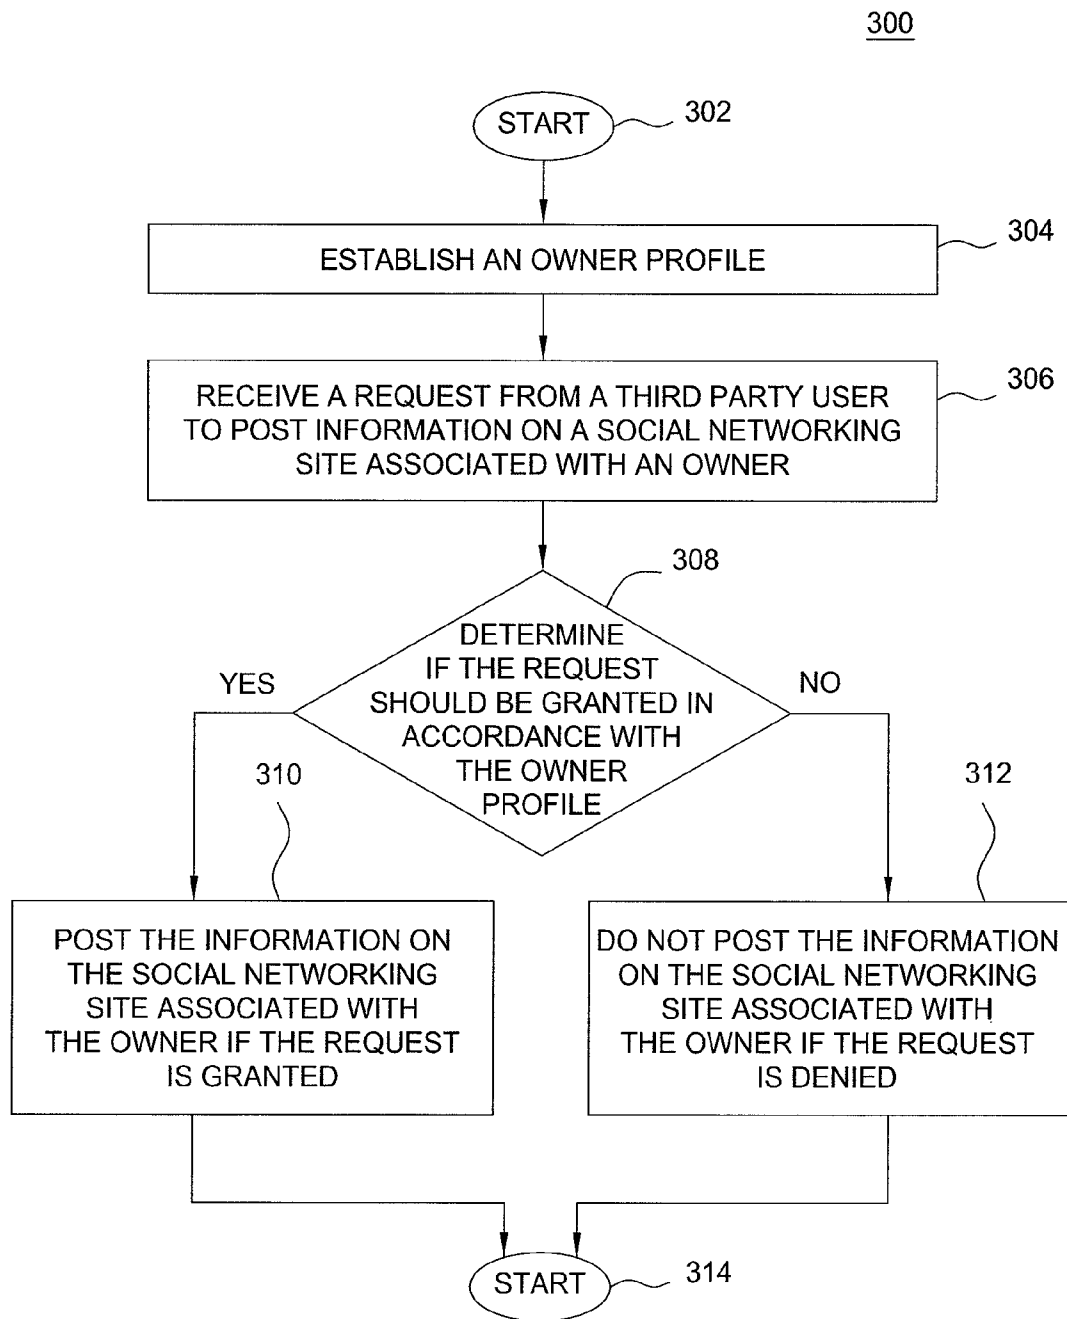 300
START
302
ESTABLISH AN OWNER PROFILE
304
RECEIVE A REQUEST FROM A THIRD PARTY USER
TO POST INFORMATION ON A SOCIAL NETWORKING
SITE ASSOCIATED WITH AN OWNER
306
308
DETERMINE
IF THE REQUEST
SHOULD BE GRANTED IN
ACCORDANCE WITH
THE OWNER
PROFILE
YES
NO
310
POST THE INFORMATION ON
THE SOCIAL NETWORKING
SITE ASSOCIATED WITH
THE OWNER IF THE REQUEST
IS GRANTED
312
DO NOT POST THE INFORMATION
ON THE SOCIAL NETWORKING
SITE ASSOCIATED WITH
THE OWNER IF THE REQUEST
IS DENIED
START
314